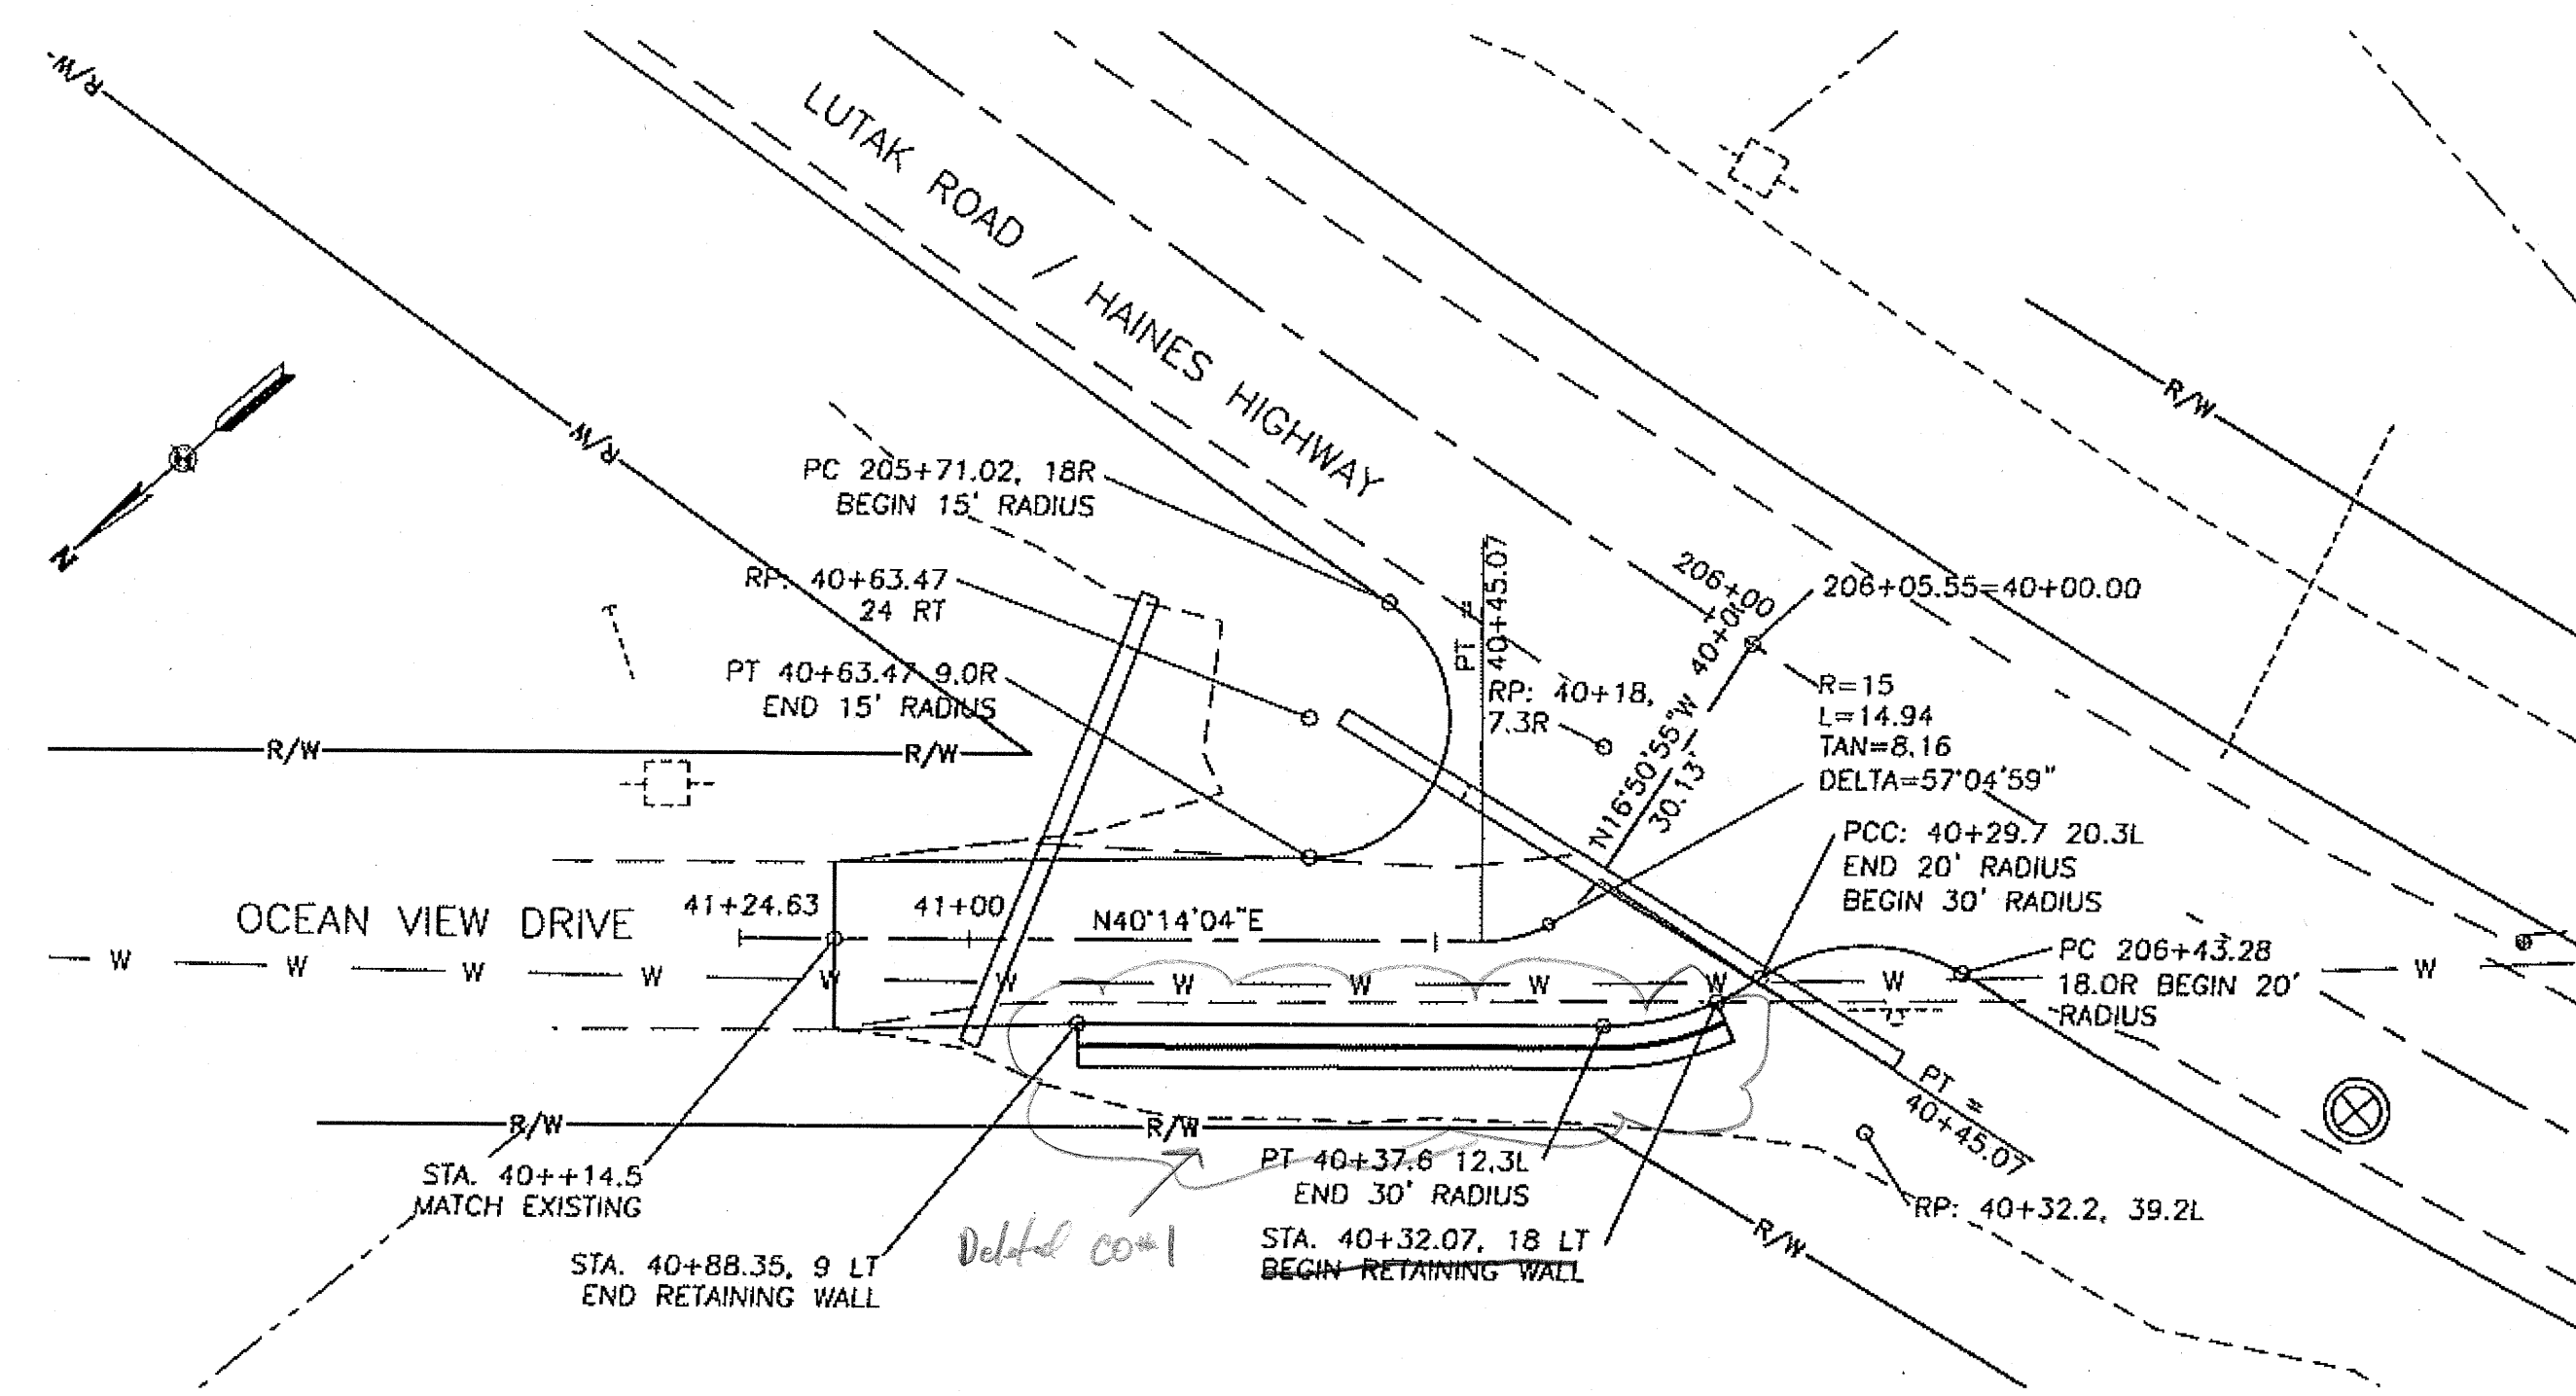 R/W
LUTAK ROAD / HAINES HIGHWAY
R/W
R/W
N
PC 205+71.02, 18R
BEGIN 15' RADIUS
RP: 40+63.47
24 RT
PT 40+63.47 9.0R
END 15' RADIUS
R/W
R/W
PT =
40+45.07
RP: 40+18,
7.3R
206+00
206+05.55=40+00.00
N16°50'55"W
30.13'
R=15
L=14.94
TAN=8.16
DELTA=57°04'59"
PCC: 40+29.7 20.3L
END 20' RADIUS
BEGIN 30' RADIUS
PC 206+43.28
18.0R BEGIN 20'
RADIUS
OCEAN VIEW DRIVE
41+24.63
41+00
N40°14'04"E
W W W W W W W W W W W W
R/W
R/W
STA. 40++14.5
MATCH EXISTING
STA. 40+88.35, 9 LT
END RETAINING WALL
Deleted CO#1
PT 40+37.6 12.3L
END 30' RADIUS
STA. 40+32.07, 18 LT
BEGIN RETAINING WALL
R/W
PT =
40+45.07
RP: 40+32.2, 39.2L